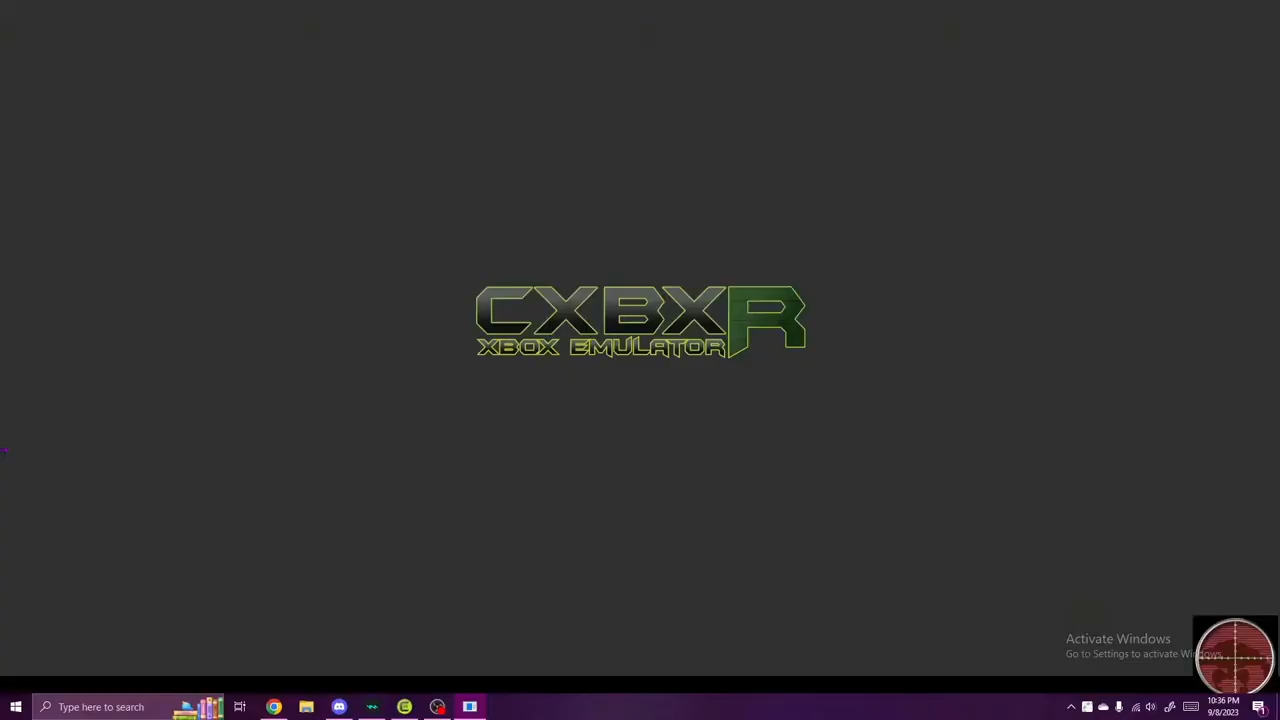 CXBXR
XBOX EMULATOR
Activate Windows
Go to Settings to activate Windows.
Type here to search
10:36 PM
9/8/2023
1